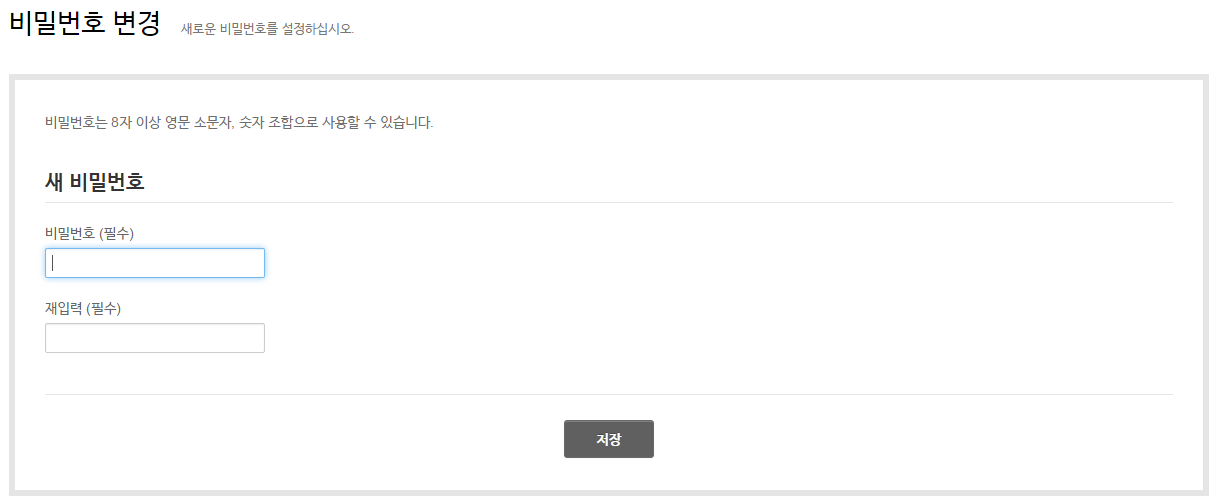 비밀번호 변경 새로운 비밀번호를 설정하십시오.
비밀번호는 8자 이상 영문 소문자, 숫자 조합으로 사용할 수 있습니다.
새 비밀번호
비밀번호 (필수)
재입력 (필수)
저장